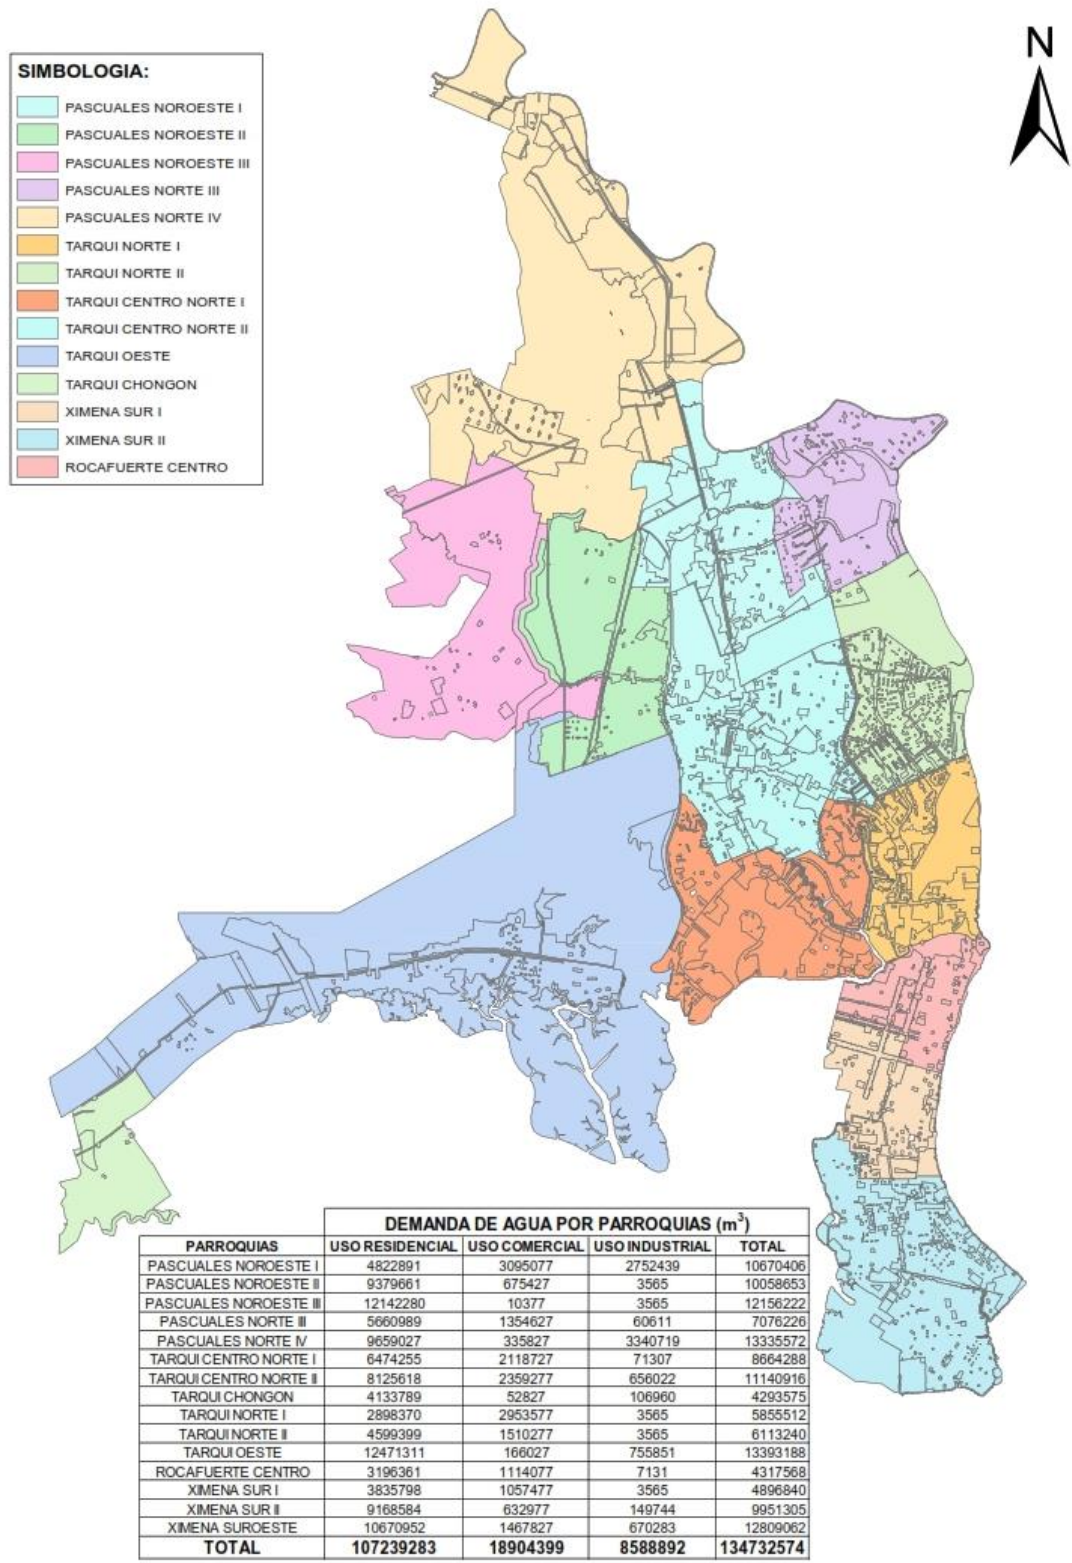 N
SIMBOLOGIA:
PASCUALES NOROESTE I
PASCUALES NOROESTE II
PASCUALES NOROESTE III
PASCUALES NORTE III
PASCUALES NORTE IV
TARQUI NORTE I
TARQUI NORTE II
TARQUI CENTRO NORTE I
TARQUI CENTRO NORTE II
TARQUI OESTE
TARQUI CHONGON
XIMENA SUR I
XIMENA SUR II
ROCAFUERTE CENTRO
DEMANDA DE AGUA POR PARROQUIAS (m³)
PARROQUIAS USO RESIDENCIAL USO COMERCIAL USO INDUSTRIAL TOTAL
PASCUALES NOROESTE I 4822891 3095077 2752439 10670406
PASCUALES NOROESTE II 9379661 675427 3565 10058653
PASCUALES NOROESTE III 12142280 10377 3565 12156222
PASCUALES NORTE III 5660989 1354627 60611 7076226
PASCUALES NORTE IV 9659027 335827 3340719 13335572
TARQUI CENTRO NORTE I 6474255 2118727 71307 8664288
TARQUI CENTRO NORTE II 8125618 2359277 656022 11140916
TARQUI CHONGON 4133789 52827 106960 4293575
TARQUI NORTE I 2898370 2953577 3565 5855512
TARQUI NORTE II 4599399 1510277 3565 6113240
TARQUI OESTE 12471311 166027 755851 13393188
ROCAFUERTE CENTRO 3196361 1114077 7131 4317568
XIMENA SUR I 3835798 1057477 3565 4896840
XIMENA SUR II 9168584 632977 149744 9951305
XIMENA SUROESTE 10670952 1467827 670283 12809062
TOTAL 107239283 18904399 8588892 134732574